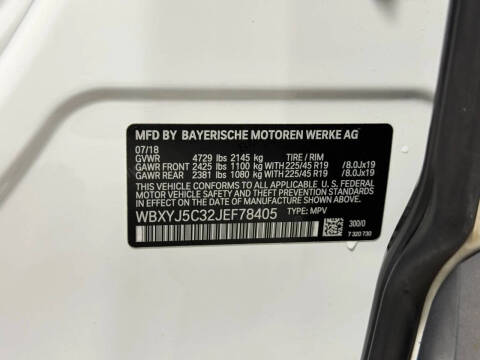 MFD BY BAYERISCHE MOTOREN WERKE AG
07/18
GVWR 4729 lbs 2145 kg TIRE / RIM
GAWR FRONT 2425 lbs 1100 kg WITH 225/45 R19 / 8.0Jx19
GAWR REAR 2381 lbs 1080 kg WITH 225/45 R19 / 8.0Jx19
THIS VEHICLE CONFORMS TO ALL APPLICABLE FEDERAL
MOTOR VEHICLE SAFETY AND THEFT PREVENTION STANDARDS
IN EFFECT ON THE DATE OF MANUFACTURE SHOWN ABOVE.
WBXYJ5C32JEF78405 TYPE: MPV
300/0
7 320 730